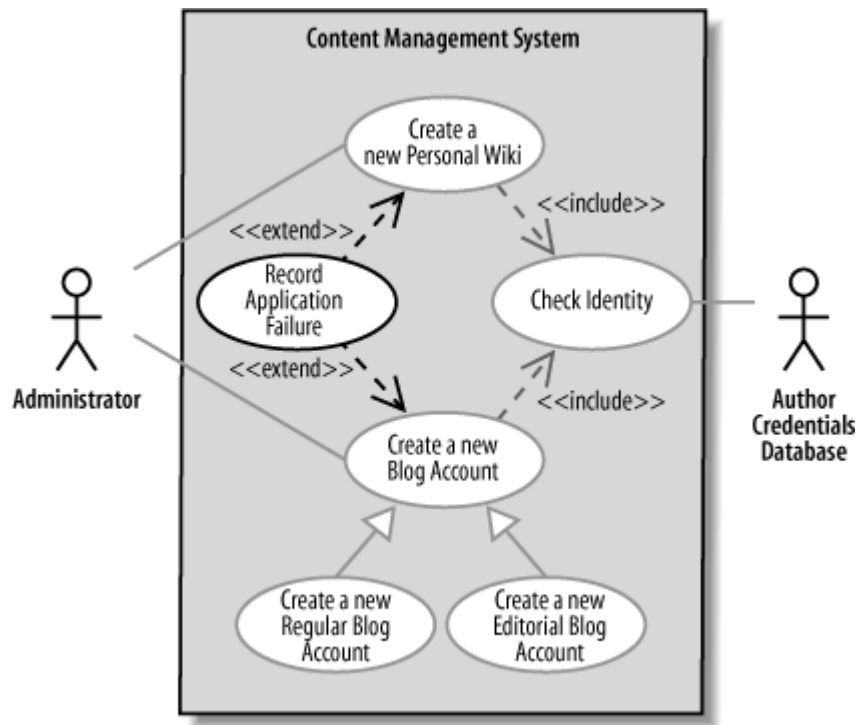 Content Management System
Create a
new Personal Wiki
<<extend>>
<<include>>
Record
Application
Failure
Check Identity
<<extend>>
<<include>>
Administrator
Author
Credentials
Database
Create a new
Blog Account
Create a new
Regular Blog
Account
Create a new
Editorial Blog
Account